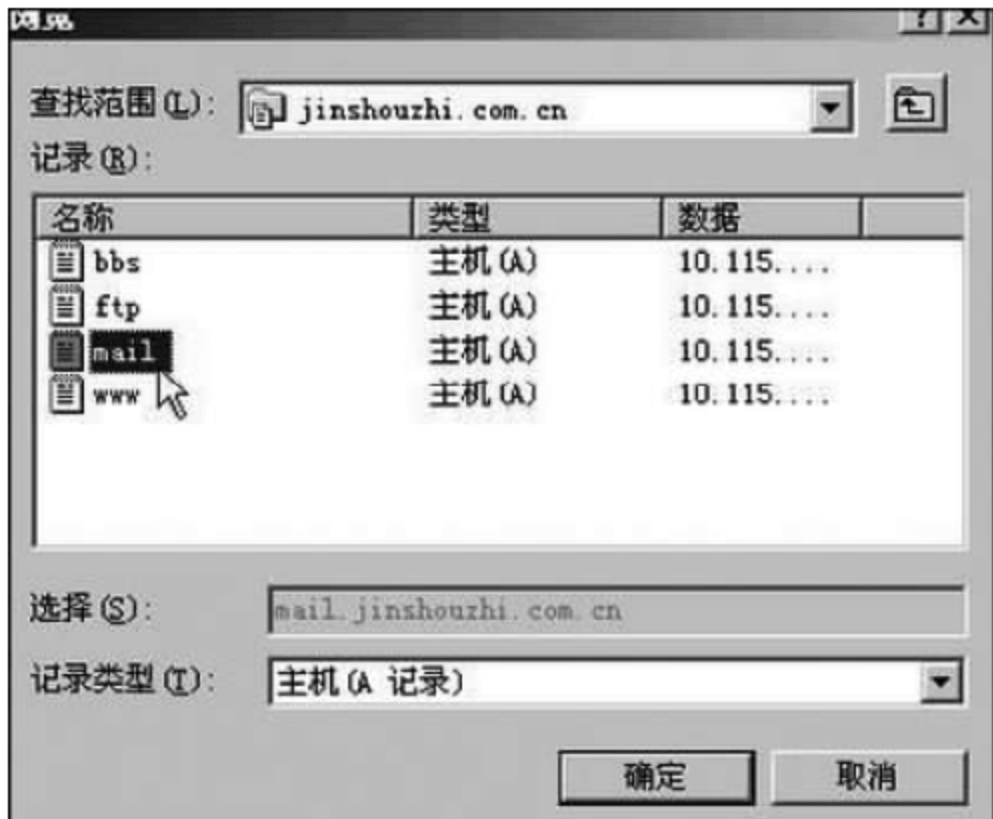 查找范围(L): jinshouzhi.com.cn
记录(R):
名称 类型 数据
bbs 主机(A) 10.115....
ftp 主机(A) 10.115....
mail 主机(A) 10.115....
www 主机(A) 10.115....
选择(S): mail.jinshouzhi.com.cn
记录类型(T): 主机(A 记录)
确定 取消